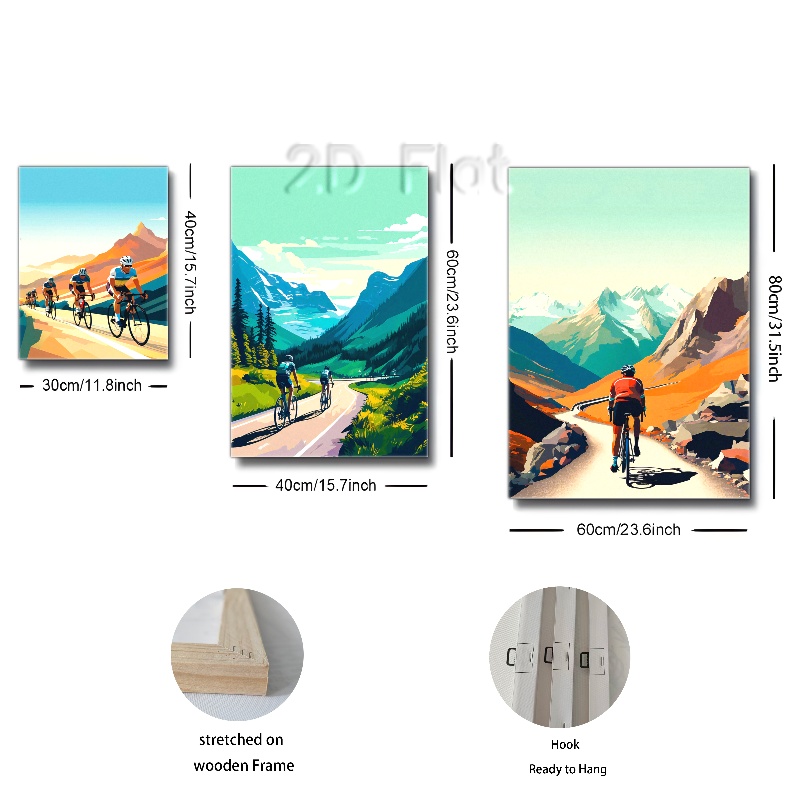 2D Flat
40cm/15.7inch
60cm/23.6inch
80cm/31.5inch
30cm/11.8inch
40cm/15.7inch
60cm/23.6inch
stretched on
wooden Frame
Hook
Ready to Hang